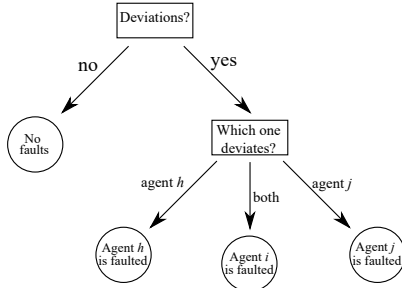 Deviations?
no
yes
No
faults
Which one
deviates?
agent h
both
agent j
Agent h
is faulted
Agent i
is faulted
Agent j
is faulted